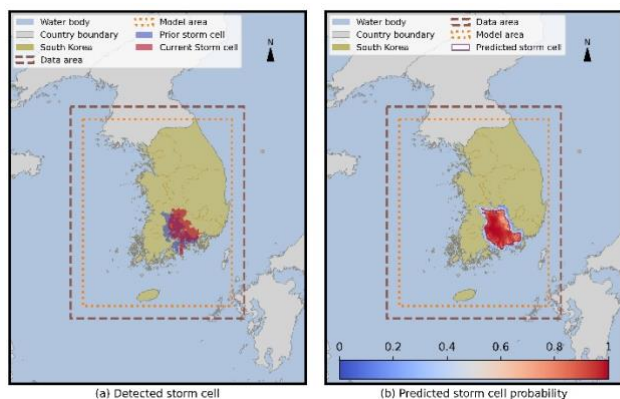 Water body
Country boundary
South Korea
Data area
Model area
Prior storm cell
Current Storm cell
N
(a) Detected storm cell
Water body
Country boundary
South Korea
Data area
Model area
Predicted storm cell
N
0 0.2 0.4 0.6 0.8 1
(b) Predicted storm cell probability